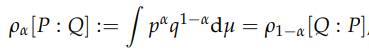 ρ_α[P : Q] := ∫ p^α q^{1−α} dμ = ρ_{1−α}[Q : P],